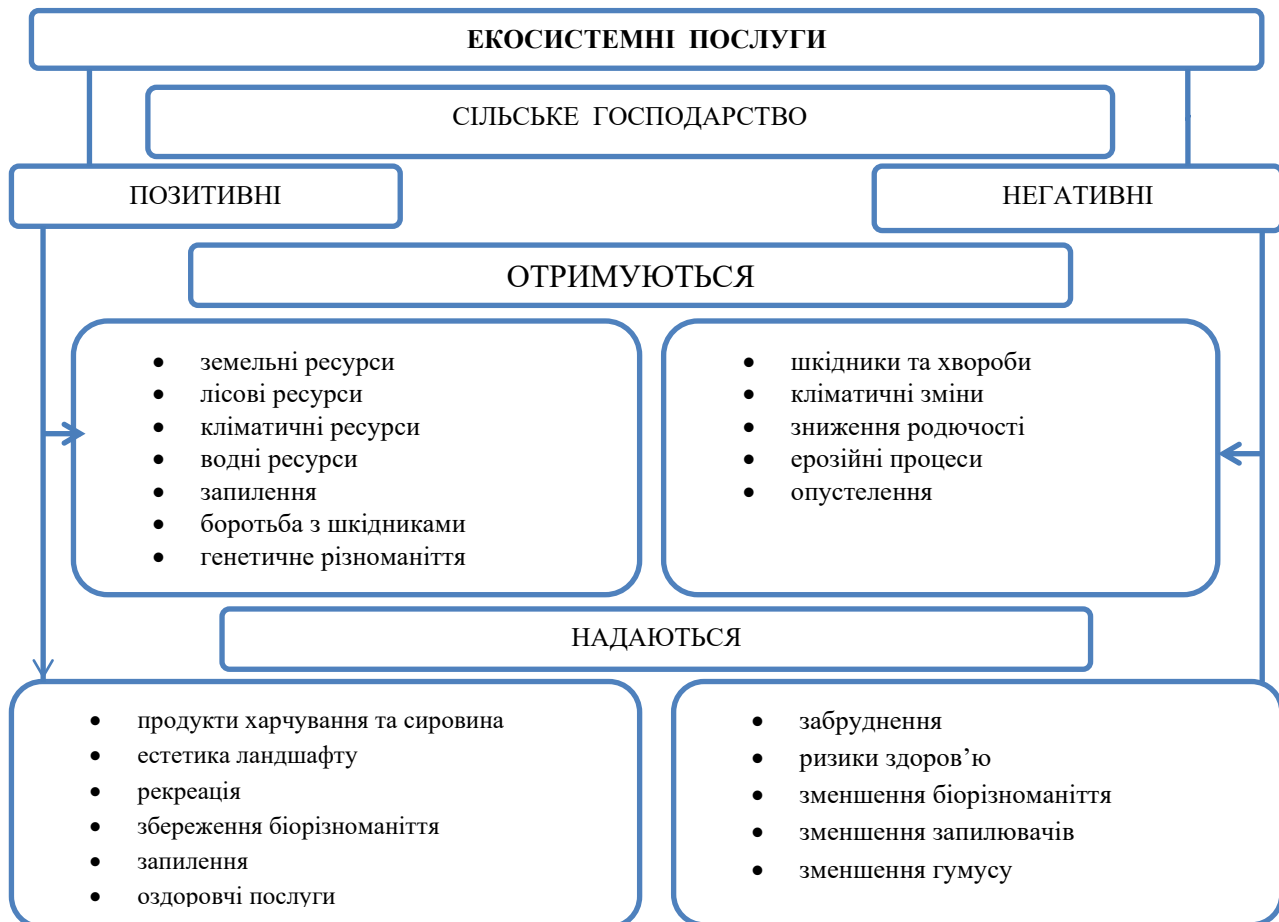 ЕКОСИСТЕМНІ ПОСЛУГИ
СІЛЬСЬКЕ ГОСПОДАРСТВО
ПОЗИТИВНІ
НЕГАТИВНІ
ОТРИМУЮТЬСЯ
• земельні ресурси
• лісові ресурси
• кліматичні ресурси
• водні ресурси
• запилення
• боротьба з шкідниками
• генетичне різноманіття
• шкідники та хвороби
• кліматичні зміни
• зниження родючості
• ерозійні процеси
• опустелення
НАДАЮТЬСЯ
• продукти харчування та сировина
• естетика ландшафту
• рекреація
• збереження біорізноманіття
• запилення
• оздоровчі послуги
• забруднення
• ризики здоров’ю
• зменшення біорізноманіття
• зменшення запилювачів
• зменшення гумусу